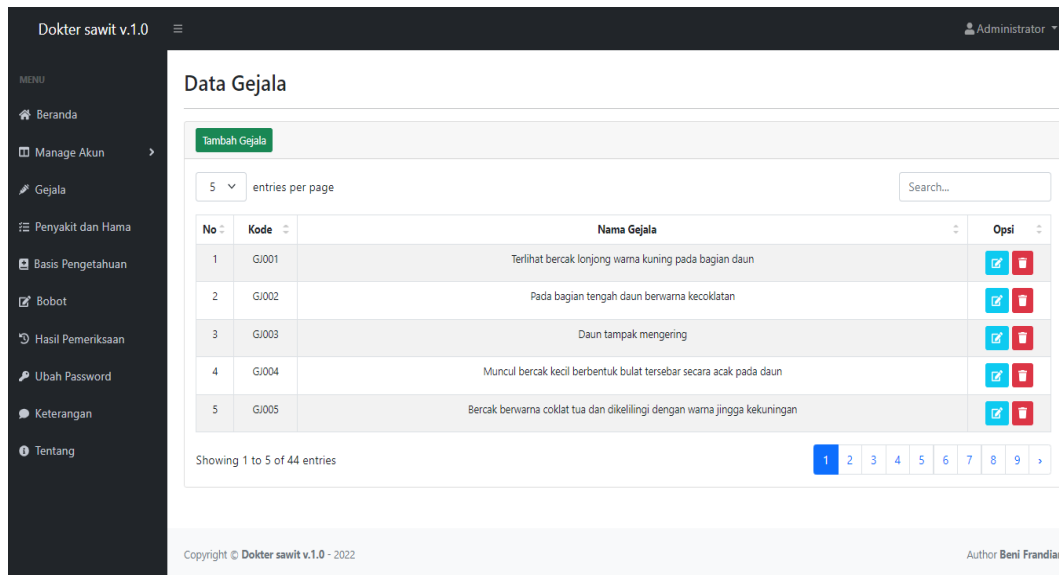 Dokter sawit v.1.0
Administrator
MENU
Beranda
Manage Akun
Gejala
Penyakit dan Hama
Basis Pengetahuan
Bobot
Hasil Pemeriksaan
Ubah Password
Keterangan
Tentang
Data Gejala
Tambah Gejala
5 entries per page
Search...
No Kode Nama Gejala Opsi
1 GJ001 Terlihat bercak lonjong warna kuning pada bagian daun
2 GJ002 Pada bagian tengah daun berwarna kecoklatan
3 GJ003 Daun tampak mengering
4 GJ004 Muncul bercak kecil berbentuk bulat tersebar secara acak pada daun
5 GJ005 Bercak berwarna coklat tua dan dikelilingi dengan warna jingga kekuningan
Showing 1 to 5 of 44 entries
1 2 3 4 5 6 7 8 9 ›
Copyright © Dokter sawit v.1.0 - 2022
Author Beni